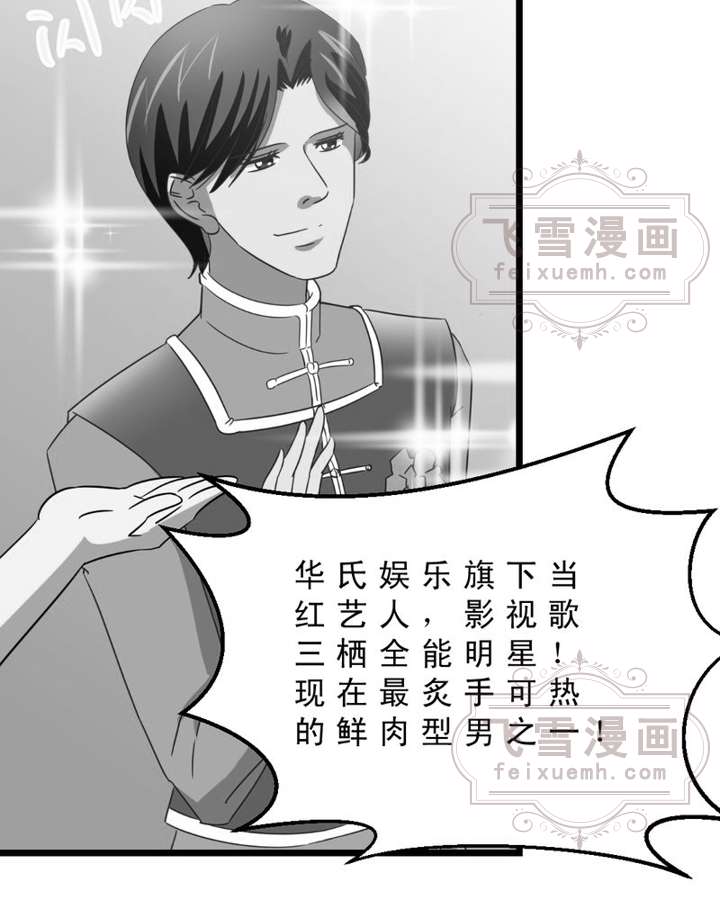 闪闪
飞雪漫画
feixuemh.com
华氏娱乐旗下当
红艺人，影视歌
三栖全能明星！
现在最炙手可热
的鲜肉型男之一！
飞雪漫画
feixuemh.com